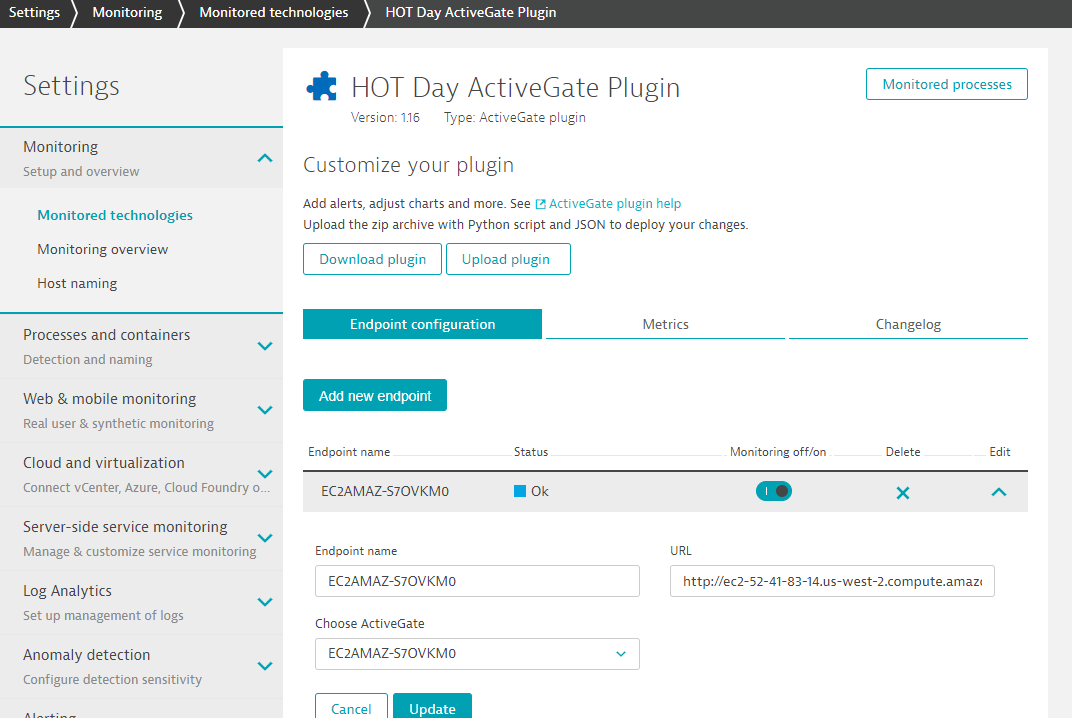 Settings
Monitoring
Monitored technologies
HOT Day ActiveGate Plugin
Settings
Monitoring
Setup and overview
Monitored technologies
Monitoring overview
Host naming
Processes and containers
Detection and naming
Web & mobile monitoring
Real user & synthetic monitoring
Cloud and virtualization
Connect vCenter, Azure, Cloud Foundry o...
Server-side service monitoring
Manage & customize service monitoring
Log Analytics
Set up management of logs
Anomaly detection
Configure detection sensitivity
Alerting
HOT Day ActiveGate Plugin
Monitored processes
Version: 1.16 Type: ActiveGate plugin
Customize your plugin
Add alerts, adjust charts and more. See ActiveGate plugin help
Upload the zip archive with Python script and JSON to deploy your changes.
Download plugin Upload plugin
Endpoint configuration Metrics Changelog
Add new endpoint
Endpoint name Status Monitoring off/on Delete Edit
EC2AMAZ-S7OVKM0 Ok
Endpoint name URL
EC2AMAZ-S7OVKM0 http://ec2-52-41-83-14.us-west-2.compute.amazo
Choose ActiveGate
EC2AMAZ-S7OVKM0
Cancel Update